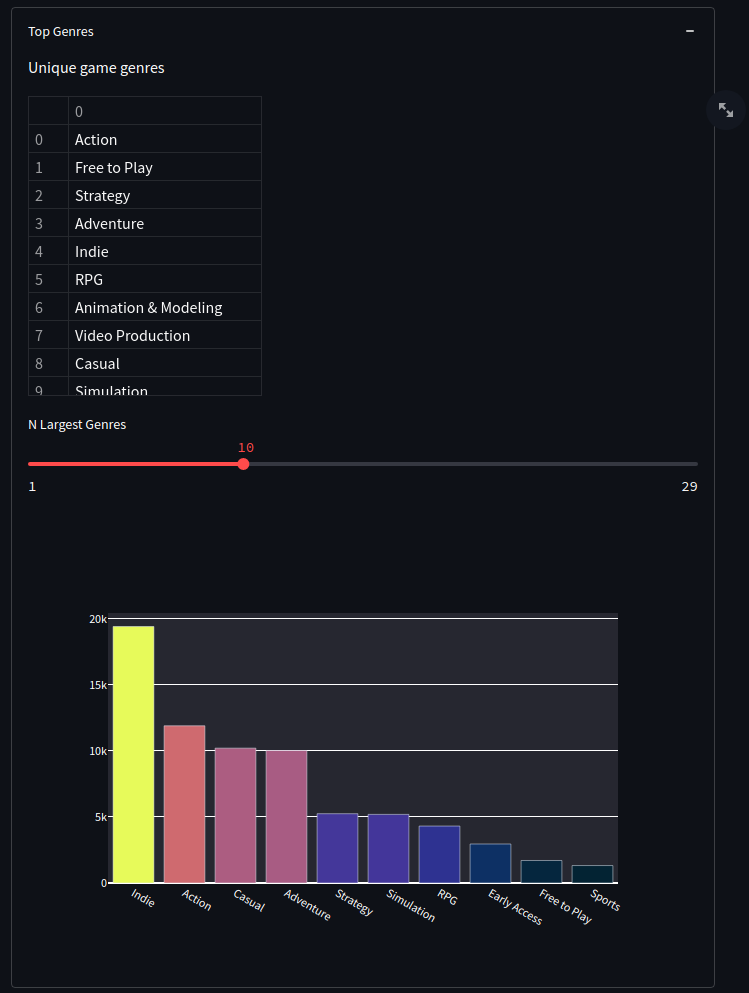 Top Genres
Unique game genres
0
0 Action
1 Free to Play
2 Strategy
3 Adventure
4 Indie
5 RPG
6 Animation & Modeling
7 Video Production
8 Casual
9 Simulation
N Largest Genres
10
1 29
20k
15k
10k
5k
0
Indie Action Casual Adventure Strategy Simulation RPG Early Access Free to Play Sports